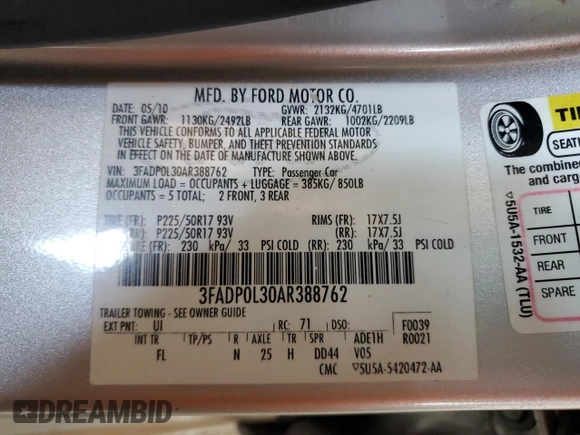 MFD. BY FORD MOTOR CO.
DATE: 05/10 GVWR: 2132KG/4701LB
FRONT GAWR: 1130KG/2492LB REAR GAWR: 1002KG/2209LB
THIS VEHICLE CONFORMS TO ALL APPLICABLE FEDERAL MOTOR
VEHICLE SAFETY, BUMPER, AND THEFT PREVENTION STANDARDS
IN EFFECT ON THE DATE OF MANUFACTURE SHOWN ABOVE.
VIN: 3FADP0L30AR388762 TYPE: Passenger Car
MAXIMUM LOAD = OCCUPANTS + LUGGAGE = 385KG/850LB
OCCUPANTS = 5 TOTAL; 2 FRONT, 3 REAR
TIRE (FR): P225/50R17 93V RIMS (FR): 17X7.5J
(RR): P225/50R17 93V (RR): 17X7.5J
(FR): 230 kPa/ 33 PSI COLD (RR): 230 kPa/ 33 PSI COLD
3FADP0L30AR388762
TRAILER TOWING - SEE OWNER GUIDE
EXT PNT: UI RC: 71 DSO: F0039
INT TR TP/PS R AXLE TR SPR ADE1H R0021
FL N 25 H DD44 V05
CMC ▽5U5A-5420472-AA
TIR
SEATI
The combine
and carg
TIRE
FRONT
REAR
SPARE
▽5U5A-1532-AA (TLU)
DREAMBID